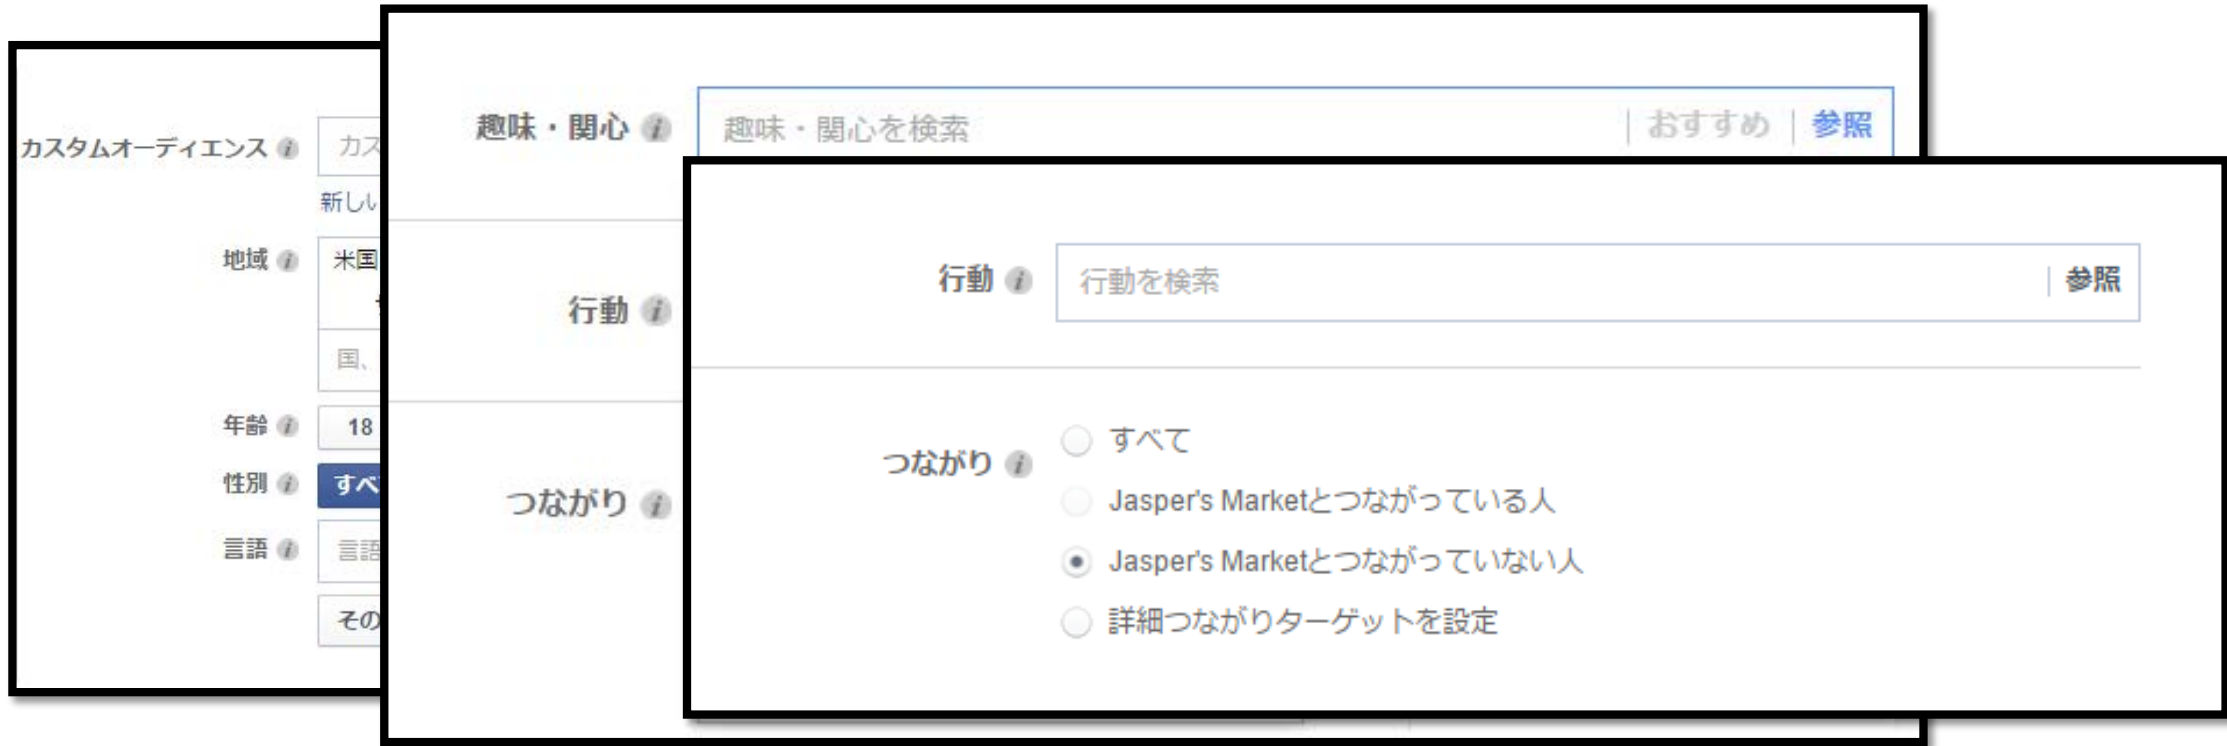 カスタムオーディエンス
カス
新しい
地域
米国
国、
年齢
18
性別
すべ
言語
言語
その
趣味・関心
趣味・関心を検索
おすすめ
参照
行動
つながり
行動
行動を検索
参照
つながり
すべて
Jasper's Marketとつながっている人
Jasper's Marketとつながっていない人
詳細つながりターゲットを設定